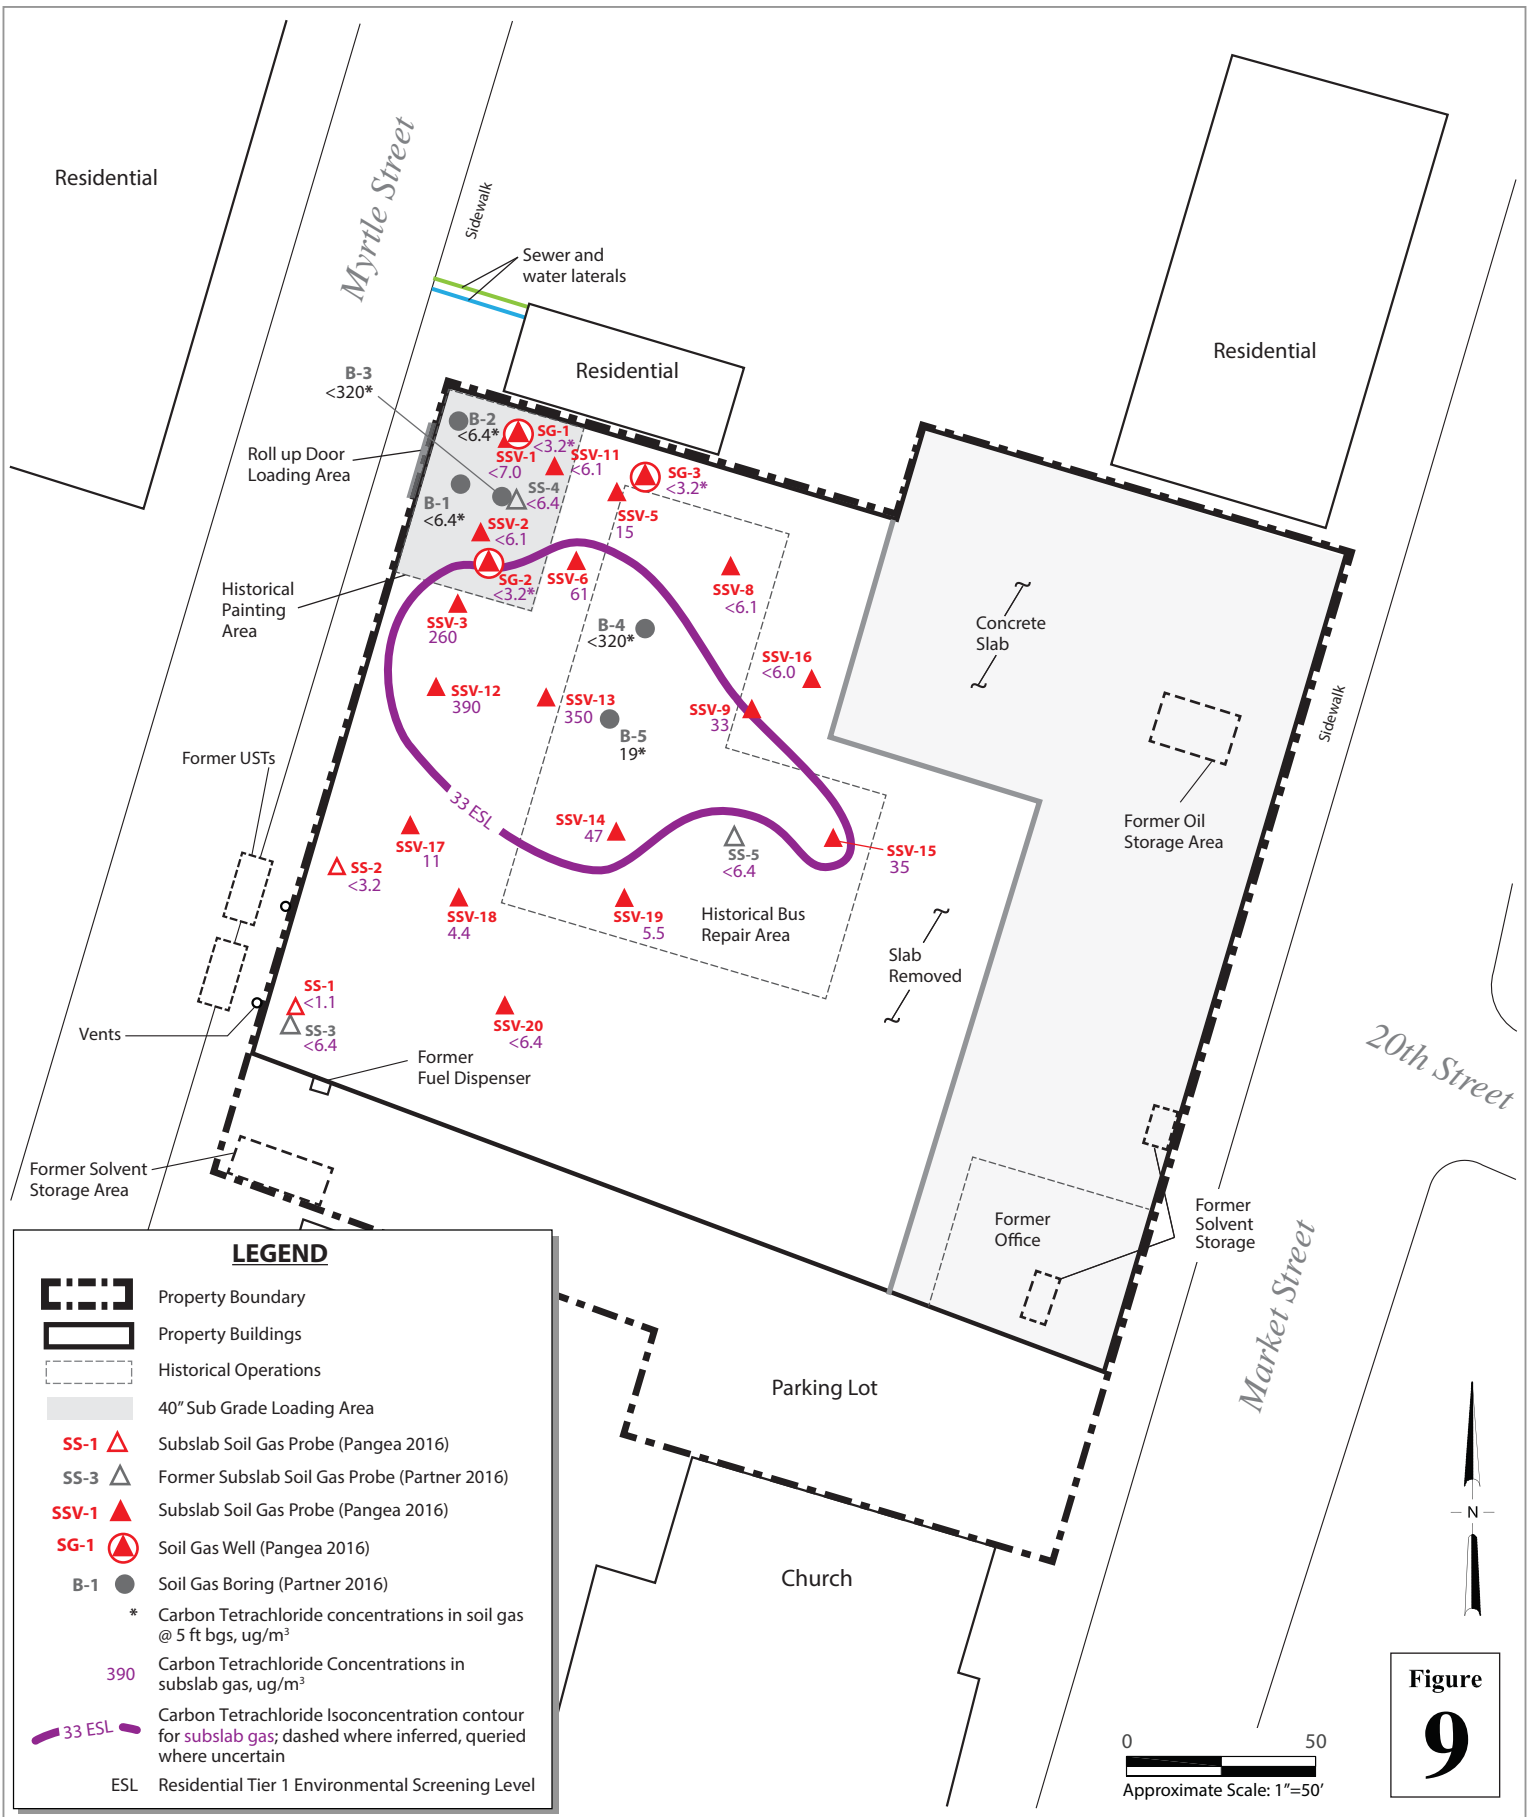 Residential
Myrtle Street
Sidewalk
Sewer and
water laterals
Residential
Residential
B-3
<320*
B-2
<6.4*
SG-1
<3.2*
SSV-1
<7.0
SSV-11
<6.1
Roll up Door
Loading Area
SG-3
<3.2*
SS-4
<6.4
B-1
<6.4*
SSV-5
15
SSV-2
<6.1
SG-2
<3.2*
SSV-6
61
SSV-8
<6.1
Historical
Painting
Area
SSV-3
260
B-4
<320*
Concrete
Slab
SSV-16
<6.0
SSV-12
390
SSV-13
350
SSV-9
33
B-5
19*
Sidewalk
Former USTs
33 ESL
SSV-14
47
SS-5
<6.4
SSV-15
35
Former Oil
Storage Area
SSV-17
11
SS-2
<3.2
SSV-18
4.4
SSV-19
5.5
Historical Bus
Repair Area
Slab
Removed
SS-1
<1.1
SS-3
<6.4
SSV-20
<6.4
Vents
Former
Fuel Dispenser
20th Street
Former Solvent
Storage Area
Former
Office
Former
Solvent
Storage
Market Street
Parking Lot
Church
LEGEND
Property Boundary
Property Buildings
Historical Operations
40” Sub Grade Loading Area
SS-1 Subslab Soil Gas Probe (Pangea 2016)
SS-3 Former Subslab Soil Gas Probe (Partner 2016)
SSV-1 Subslab Soil Gas Probe (Pangea 2016)
SG-1 Soil Gas Well (Pangea 2016)
B-1 Soil Gas Boring (Partner 2016)
* Carbon Tetrachloride concentrations in soil gas
@ 5 ft bgs, ug/m³
390 Carbon Tetrachloride Concentrations in
subslab gas, ug/m³
33 ESL Carbon Tetrachloride Isoconcentration contour
for subslab gas; dashed where inferred, queried
where uncertain
ESL Residential Tier 1 Environmental Screening Level
N
0 50
Approximate Scale: 1”=50’
Figure
9